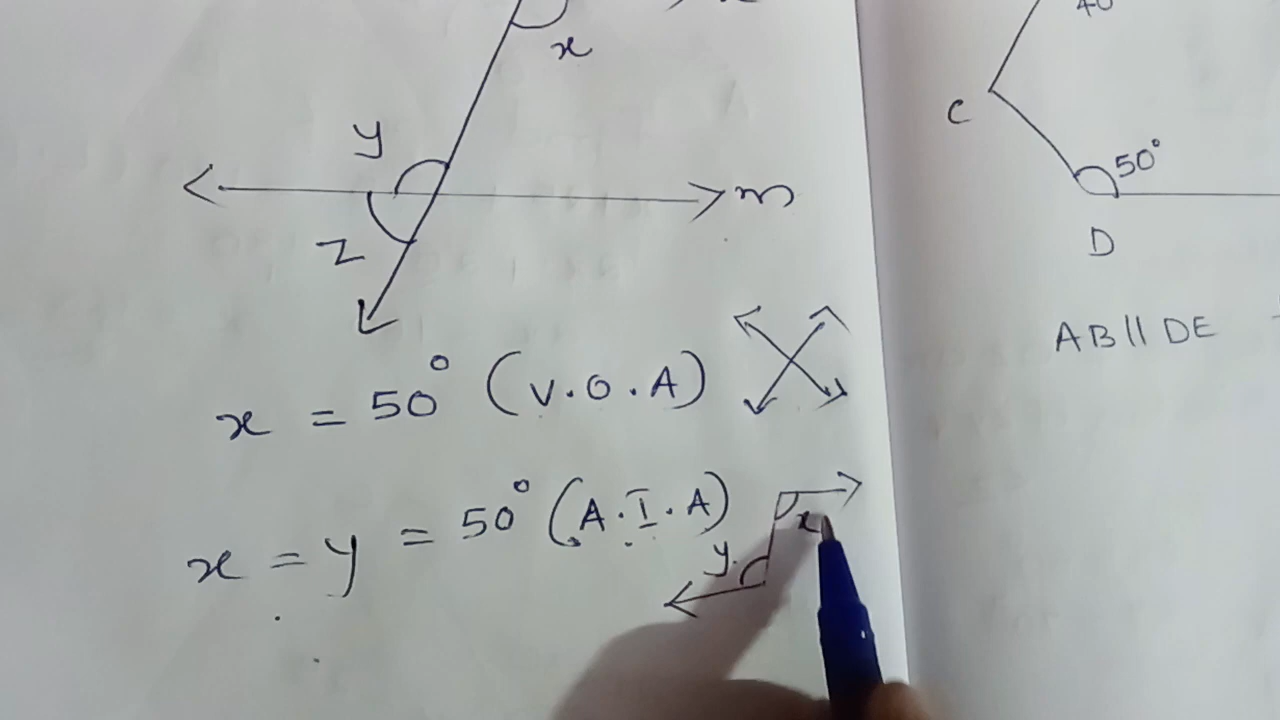 x
y
m
z
x = 50° (V.O.A)
x = y = 50° (A.I.A)
x
y
C
50°
D
AB || DE